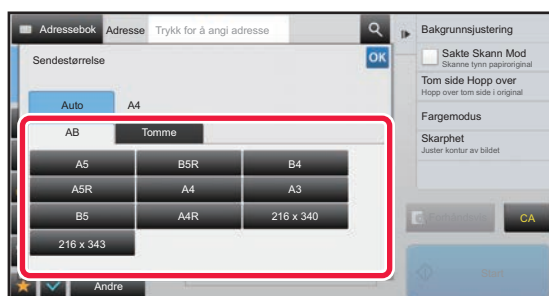 Adressebok Adresse Trykk for å angi adresse
Sendestørrelse OK
Auto A4
AB Tomme
A5 B5R B4
A5R A4 A3
B5 A4R 216 x 340
216 x 343
Andre
Bakgrunnsjustering
Sakte Skann Mod
Skanne tynn papiroriginal
Tom side Hopp over
Hopp over tom side i original
Fargemodus
Skarphet
Juster kontur av bildet
CA
Start